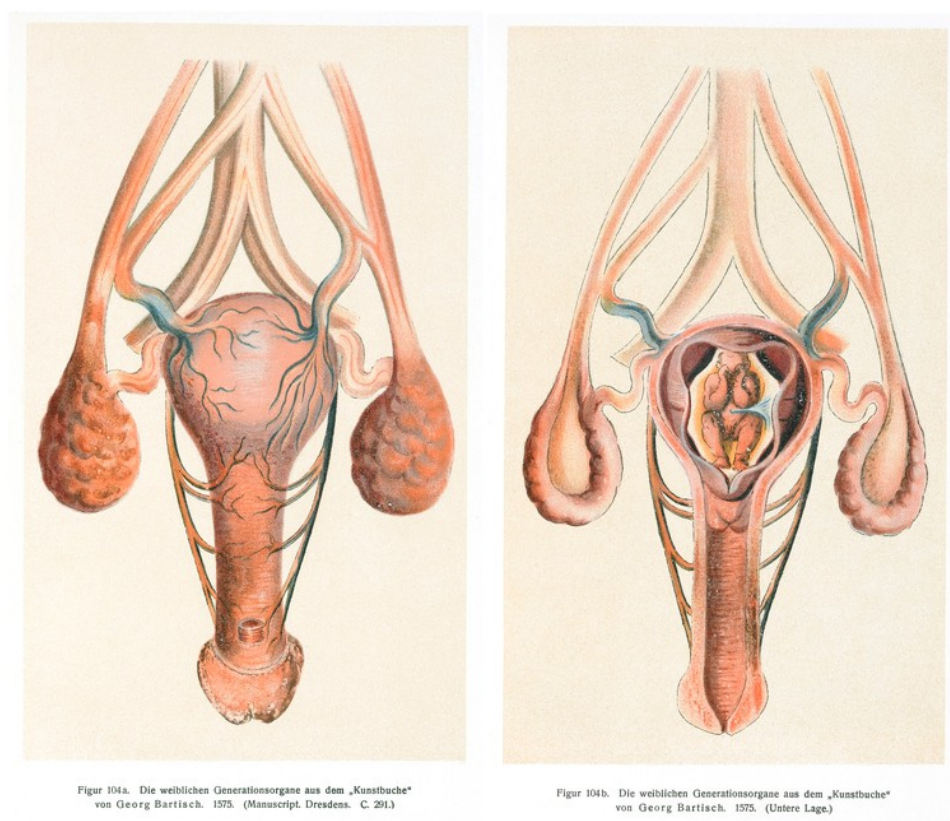 Figur 104a. Die weiblichen Generationsorgane aus dem „Kunstbuche“
von Georg Bartisch. 1575. (Manuscript. Dresdens. C. 291.)
Figur 104b. Die weiblichen Generationsorgane aus dem „Kunstbuche“
von Georg Bartisch. 1575. (Untere Lage.)